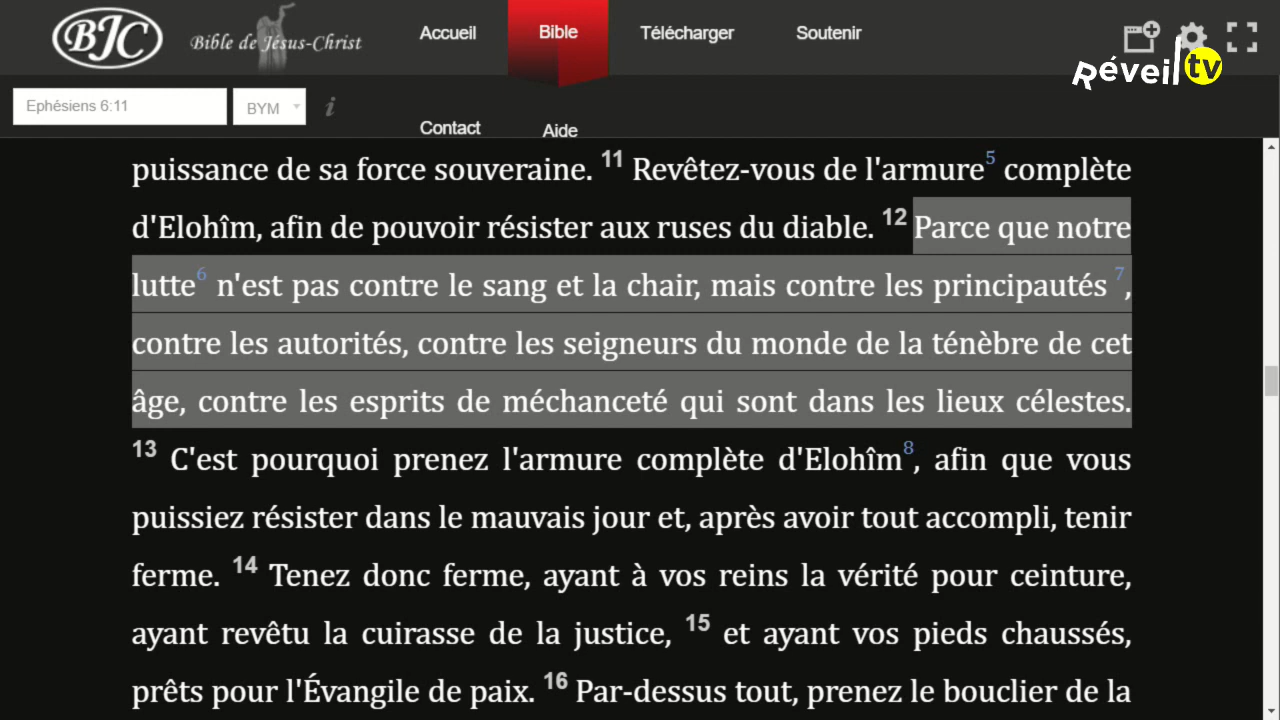 BJC Bible de Jésus-Christ Accueil Bible Télécharger Soutenir
Réveil tv
Ephésiens 6:11 BYM i
Contact Aide
puissance de sa force souveraine. 11 Revêtez-vous de l'armure5 complète
d'Elohîm, afin de pouvoir résister aux ruses du diable. 12 Parce que notre
lutte6 n'est pas contre le sang et la chair, mais contre les principautés 7,
contre les autorités, contre les seigneurs du monde de la ténèbre de cet
âge, contre les esprits de méchanceté qui sont dans les lieux célestes.
13 C'est pourquoi prenez l'armure complète d'Elohîm8, afin que vous
puissiez résister dans le mauvais jour et, après avoir tout accompli, tenir
ferme. 14 Tenez donc ferme, ayant à vos reins la vérité pour ceinture,
ayant revêtu la cuirasse de la justice, 15 et ayant vos pieds chaussés,
prêts pour l'Évangile de paix. 16 Par-dessus tout, prenez le bouclier de la